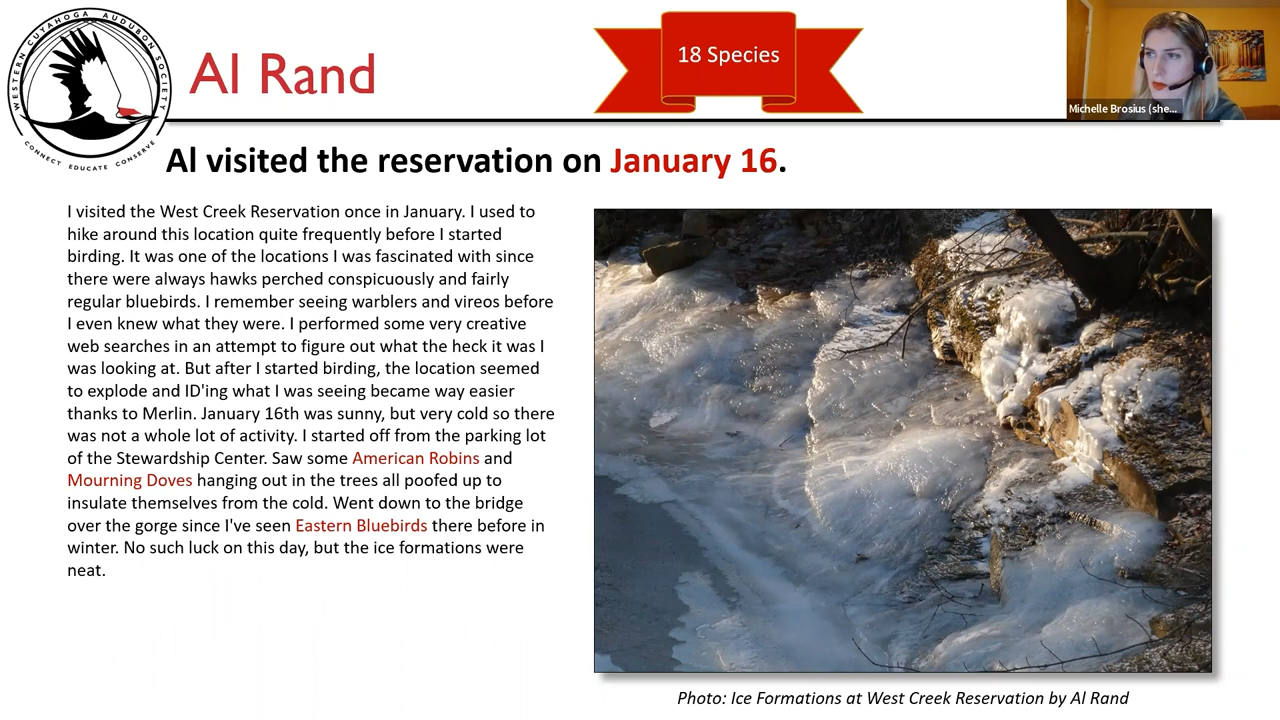 WESTERN CUYAHOGA AUDUBON SOCIETY
CONNECT EDUCATE CONSERVE
Al Rand
18 Species
Michelle Brosius (she...
Al visited the reservation on January 16.
I visited the West Creek Reservation once in January. I used to
hike around this location quite frequently before I started
birding. It was one of the locations I was fascinated with since
there were always hawks perched conspicuously and fairly
regular bluebirds. I remember seeing warblers and vireos before
I even knew what they were. I performed some very creative
web searches in an attempt to figure out what the heck it was I
was looking at. But after I started birding, the location seemed
to explode and ID'ing what I was seeing became way easier
thanks to Merlin. January 16th was sunny, but very cold so there
was not a whole lot of activity. I started off from the parking lot
of the Stewardship Center. Saw some American Robins and
Mourning Doves hanging out in the trees all poofed up to
insulate themselves from the cold. Went down to the bridge
over the gorge since I've seen Eastern Bluebirds there before in
winter. No such luck on this day, but the ice formations were
neat.
Photo: Ice Formations at West Creek Reservation by Al Rand